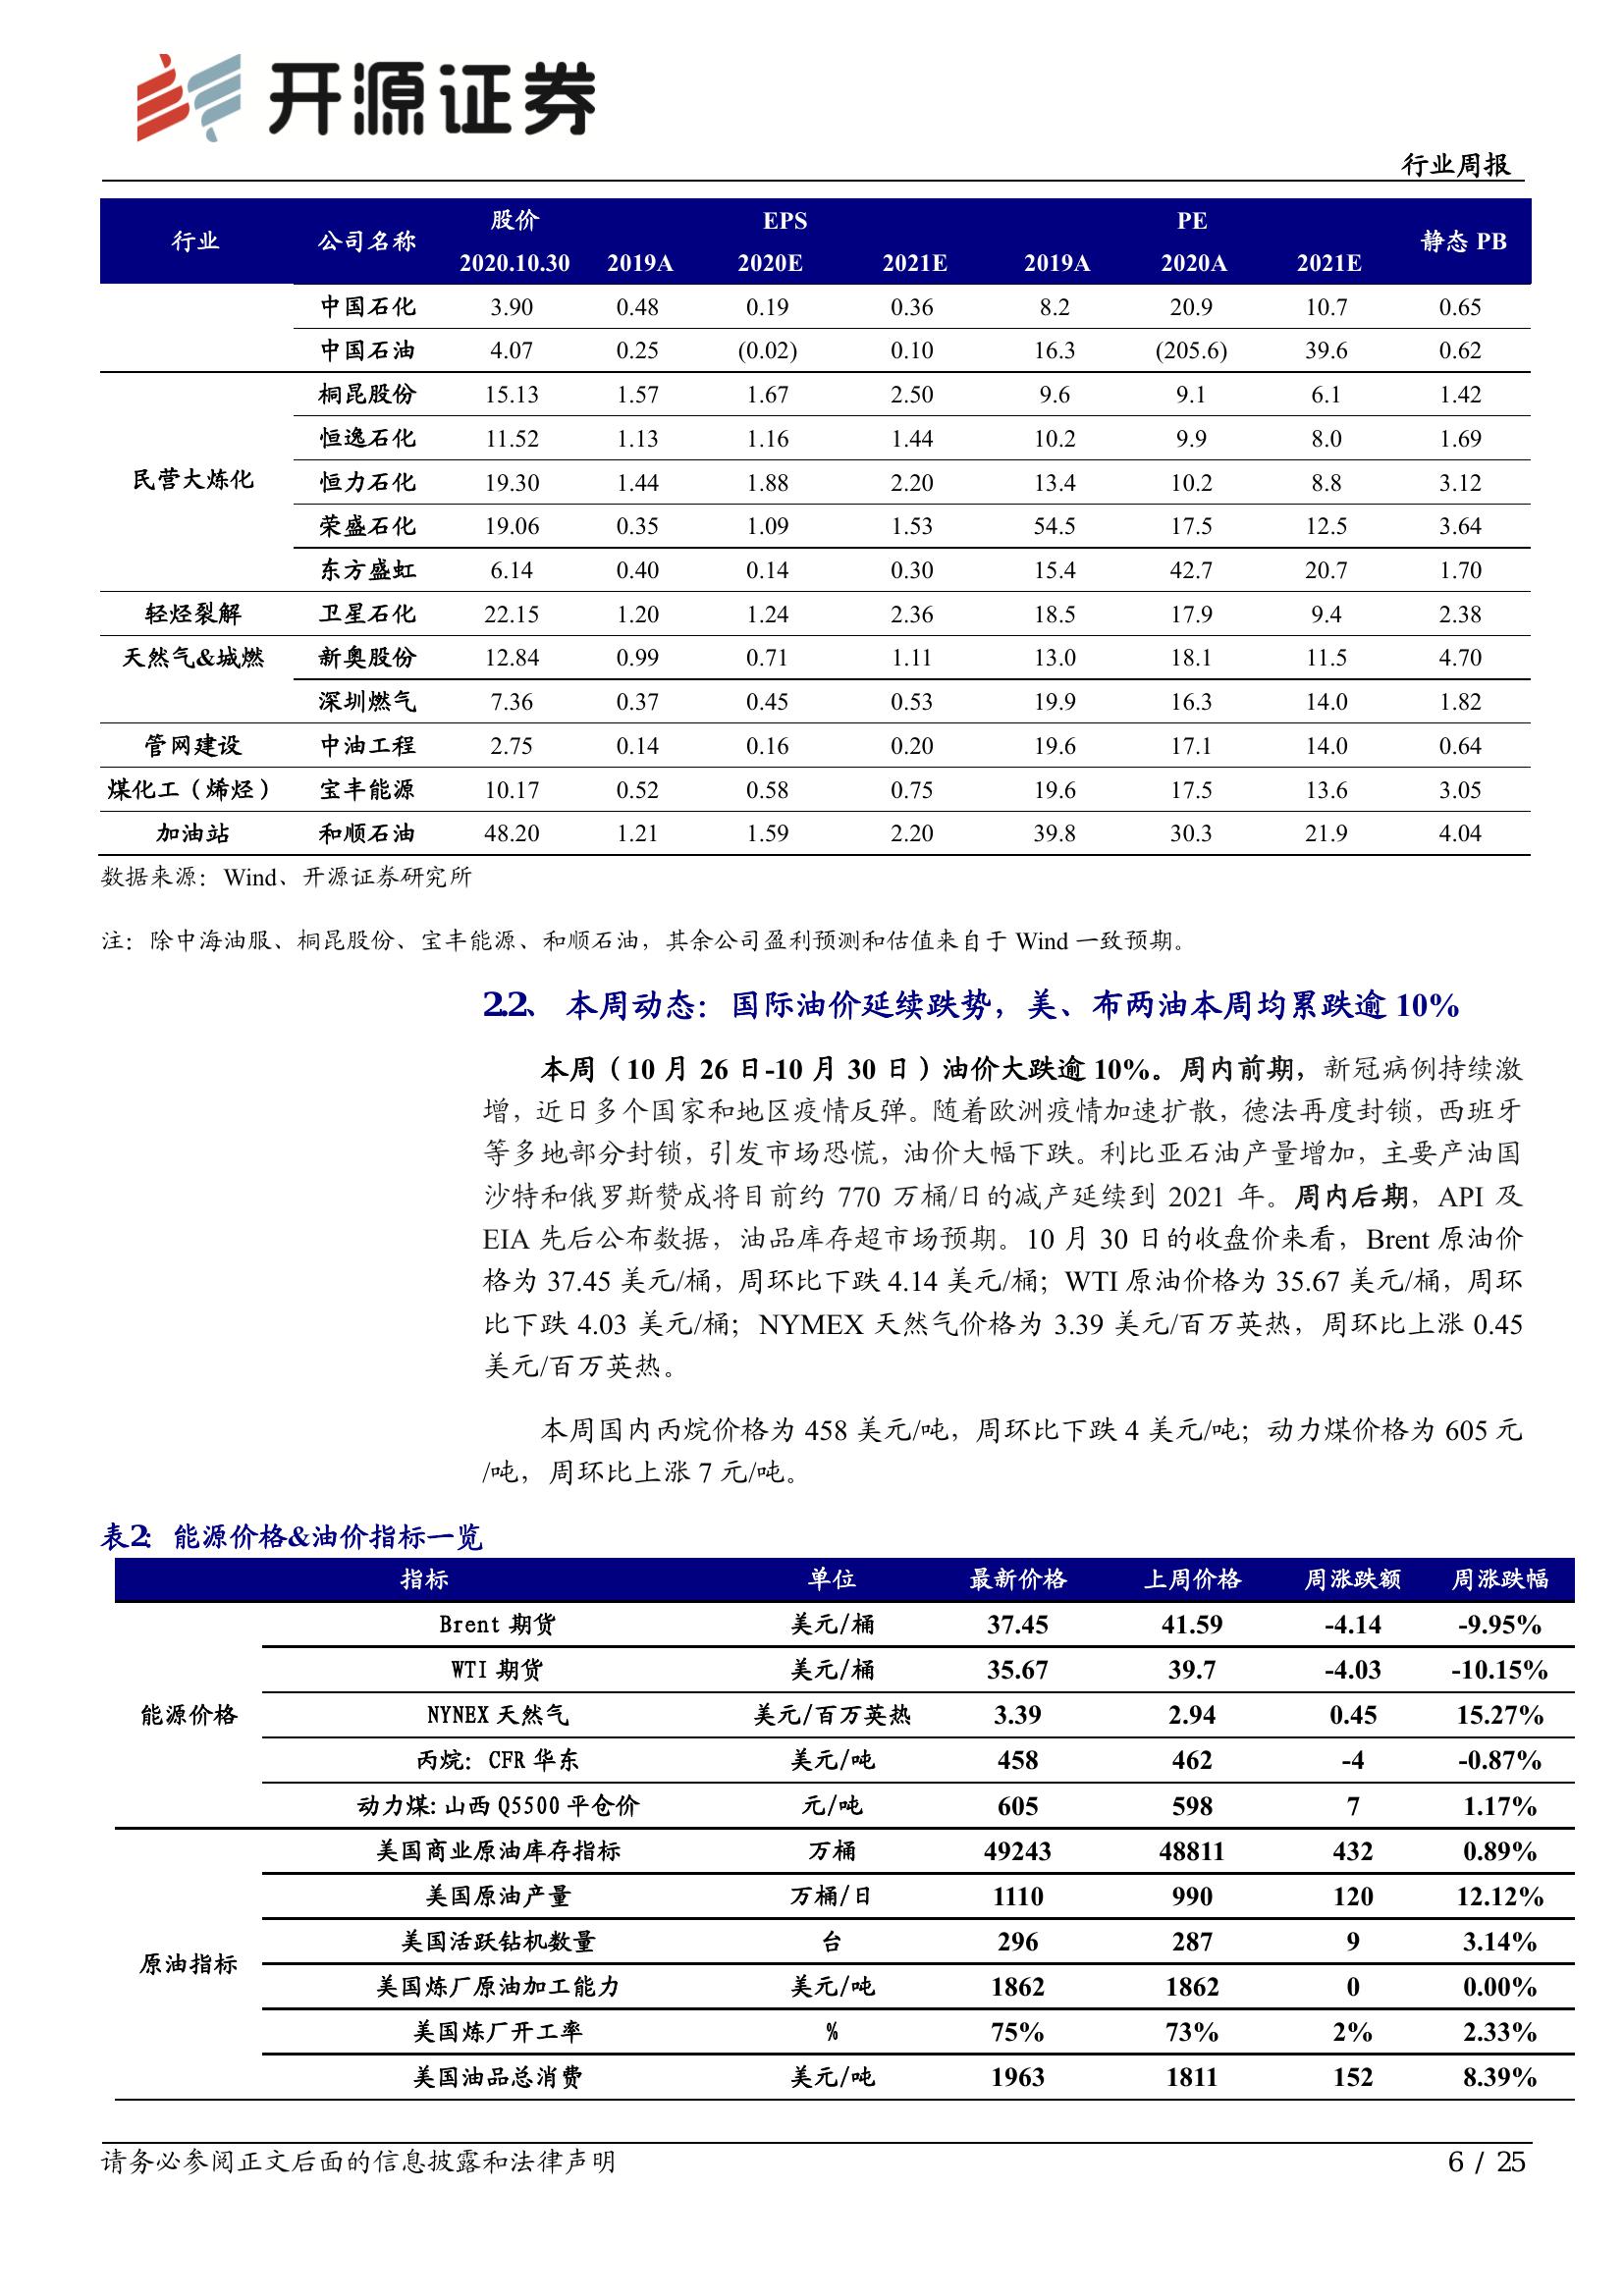 开源证券
行业周报
行业 公司名称 股价 EPS PE 静态 PB
2020.10.30 2019A 2020E 2021E 2019A 2020A 2021E
中国石化 3.90 0.48 0.19 0.36 8.2 20.9 10.7 0.65
中国石油 4.07 0.25 (0.02) 0.10 16.3 (205.6) 39.6 0.62
民营大炼化 桐昆股份 15.13 1.57 1.67 2.50 9.6 9.1 6.1 1.42
恒逸石化 11.52 1.13 1.16 1.44 10.2 9.9 8.0 1.69
恒力石化 19.30 1.44 1.88 2.20 13.4 10.2 8.8 3.12
荣盛石化 19.06 0.35 1.09 1.53 54.5 17.5 12.5 3.64
东方盛虹 6.14 0.40 0.14 0.30 15.4 42.7 20.7 1.70
轻烃裂解 卫星石化 22.15 1.20 1.24 2.36 18.5 17.9 9.4 2.38
天然气&城燃 新奥股份 12.84 0.99 0.71 1.11 13.0 18.1 11.5 4.70
深圳燃气 7.36 0.37 0.45 0.53 19.9 16.3 14.0 1.82
管网建设 中油工程 2.75 0.14 0.16 0.20 19.6 17.1 14.0 0.64
煤化工（烯烃） 宝丰能源 10.17 0.52 0.58 0.75 19.6 17.5 13.6 3.05
加油站 和顺石油 48.20 1.21 1.59 2.20 39.8 30.3 21.9 4.04
数据来源：Wind、开源证券研究所
注：除中海油服、桐昆股份、宝丰能源、和顺石油，其余公司盈利预测和估值来自于 Wind 一致预期。
2.2、 本周动态：国际油价延续跌势，美、布两油本周均累跌逾 10%
本周（10 月 26 日-10 月 30 日）油价大跌逾 10%。周内前期，新冠病例持续激
增，近日多个国家和地区疫情反弹。随着欧洲疫情加速扩散，德法再度封锁，西班牙
等多地部分封锁，引发市场恐慌，油价大幅下跌。利比亚石油产量增加，主要产油国
沙特和俄罗斯赞成将目前约 770 万桶/日的减产延续到 2021 年。周内后期，API 及
EIA 先后公布数据，油品库存超市场预期。10 月 30 日的收盘价来看，Brent 原油价
格为 37.45 美元/桶，周环比下跌 4.14 美元/桶；WTI 原油价格为 35.67 美元/桶，周环
比下跌 4.03 美元/桶；NYMEX 天然气价格为 3.39 美元/百万英热，周环比上涨 0.45
美元/百万英热。
本周国内丙烷价格为 458 美元/吨，周环比下跌 4 美元/吨；动力煤价格为 605 元
/吨，周环比上涨 7 元/吨。
表2：能源价格&油价指标一览
指标 单位 最新价格 上周价格 周涨跌额 周涨跌幅
能源价格 Brent 期货 美元/桶 37.45 41.59 -4.14 -9.95%
WTI 期货 美元/桶 35.67 39.7 -4.03 -10.15%
NYNEX 天然气 美元/百万英热 3.39 2.94 0.45 15.27%
丙烷：CFR 华东 美元/吨 458 462 -4 -0.87%
动力煤:山西 Q5500 平仓价 元/吨 605 598 7 1.17%
原油指标 美国商业原油库存指标 万桶 49243 48811 432 0.89%
美国原油产量 万桶/日 1110 990 120 12.12%
美国活跃钻机数量 台 296 287 9 3.14%
美国炼厂原油加工能力 美元/吨 1862 1862 0 0.00%
美国炼厂开工率 % 75% 73% 2% 2.33%
美国油品总消费 美元/吨 1963 1811 152 8.39%
请务必参阅正文后面的信息披露和法律声明 6 / 25